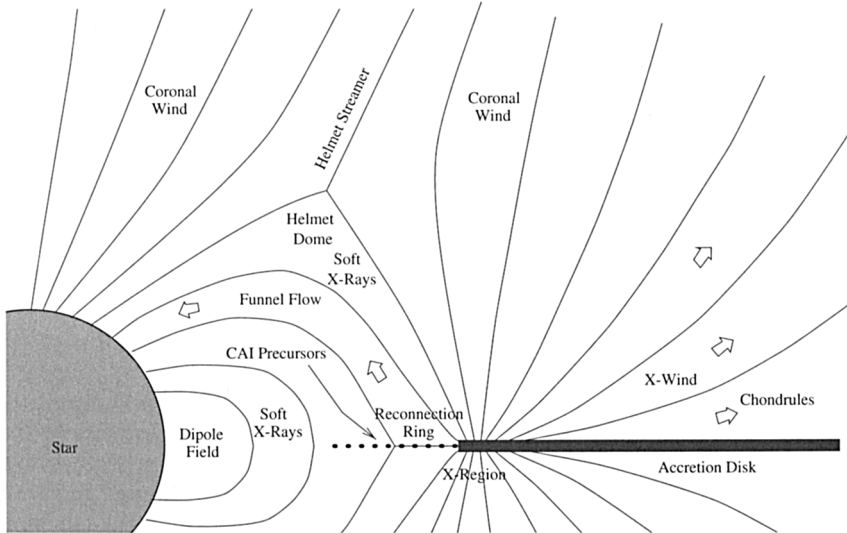 Coronal
Wind
Helmet Streamer
Coronal
Wind
Helmet
Dome
Soft
X-Rays
Funnel Flow
CAI Precursors
X-Wind
Chondrules
Reconnection
Ring
Soft
X-Rays
Dipole
Field
Star
X-Region
Accretion Disk